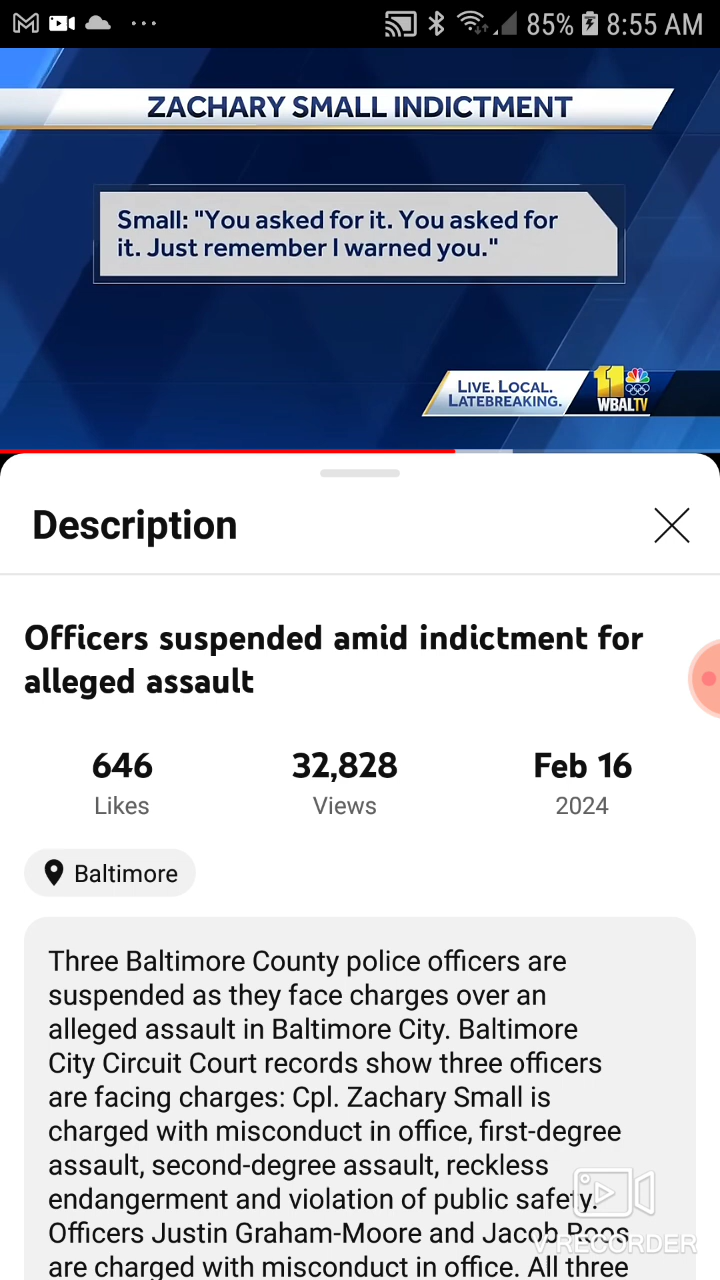 85% 8:55 AM
ZACHARY SMALL INDICTMENT
Small: "You asked for it. You asked for
it. Just remember I warned you."
LIVE. LOCAL.
LATEBREAKING.
11
WBALTV
Description
Officers suspended amid indictment for
alleged assault
646 32,828 Feb 16
Likes Views 2024
Baltimore
Three Baltimore County police officers are
suspended as they face charges over an
alleged assault in Baltimore City. Baltimore
City Circuit Court records show three officers
are facing charges: Cpl. Zachary Small is
charged with misconduct in office, first-degree
assault, second-degree assault, reckless
endangerment and violation of public safety.
Officers Justin Graham-Moore and Jacob Roos
are charged with misconduct in office. All three
V RECORDER